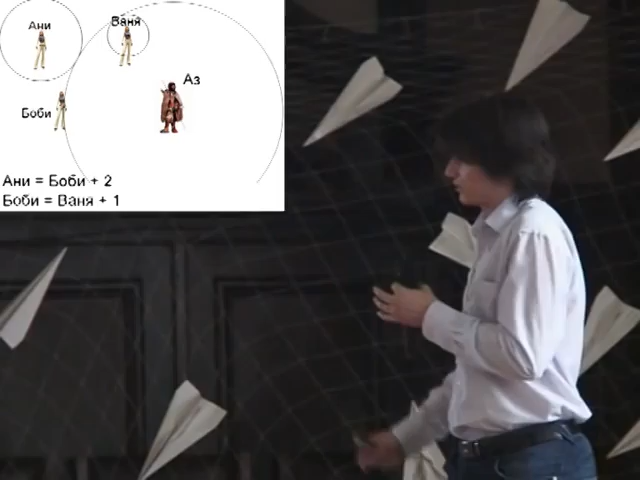 Ани
Ваня
Аз
Боби
Ани = Боби + 2
Боби = Ваня + 1